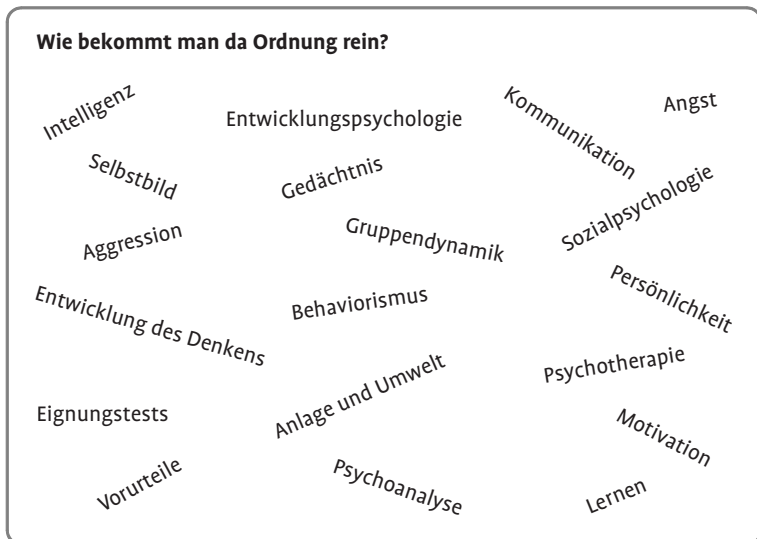 Wie bekommt man da Ordnung rein?
Intelligenz
Entwicklungspsychologie
Kommunikation
Angst
Selbstbild
Gedächtnis
Sozialpsychologie
Aggression
Gruppendynamik
Persönlichkeit
Entwicklung des Denkens
Behaviorismus
Psychotherapie
Eignungstests
Anlage und Umwelt
Motivation
Vorurteile
Psychoanalyse
Lernen